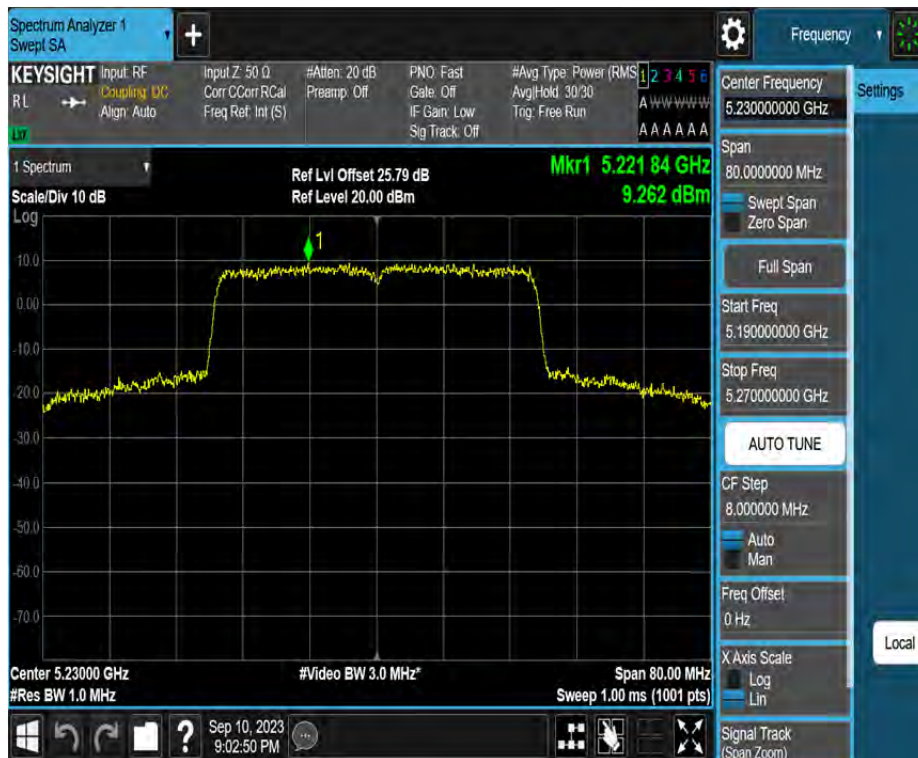 Spectrum Analyzer 1
Swept SA
+
Frequency
KEYSIGHT
RL
LXI
Input: RF
Coupling: DC
Align: Auto
Input Z: 50 Ω
Corr CCorr RCal
Freq Ref: Int (S)
#Atten: 20 dB
Preamp: Off
PNO: Fast
Gate: Off
IF Gain: Low
Sig Track: Off
#Avg Type: Power (RMS
Avg|Hold: 30/30
Trig: Free Run
1 2 3 4 5 6
A W W W W W
A A A A A A
1 Spectrum
Scale/Div 10 dB
Log
Ref Lvl Offset 25.79 dB
Ref Level 20.00 dBm
Mkr1 5.221 84 GHz
9.262 dBm
1
10.0
0.00
-10.0
-20.0
-30.0
-40.0
-50.0
-60.0
-70.0
Center 5.23000 GHz
#Res BW 1.0 MHz
#Video BW 3.0 MHz*
Span 80.00 MHz
Sweep 1.00 ms (1001 pts)
?
Sep 10, 2023
9:02:50 PM
Center Frequency
5.230000000 GHz
Span
80.0000000 MHz
Swept Span
Zero Span
Full Span
Start Freq
5.190000000 GHz
Stop Freq
5.270000000 GHz
AUTO TUNE
CF Step
8.000000 MHz
Auto
Man
Freq Offset
0 Hz
X Axis Scale
Log
Lin
Signal Track
(Span Zoom)
Settings
Local